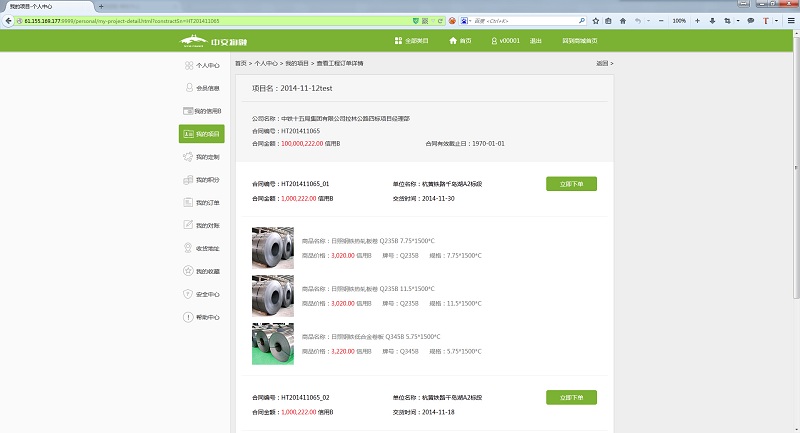 我的项目-个人中心
61.155.169.177:9999/personal/my-project-detail.html?constractSn=HT201411065
百度 <Ctrl+K>
100%
中交物融
全部类目 首页 v00001 退出 回到商城首页
首页 > 个人中心 > 我的项目 > 查看工程订单详情 返回 >
个人中心
会员信息
我的信用B
我的项目
我的定制
我的积分
我的订单
我的对账
收货地址
我的收藏
安全中心
帮助中心
项目名：2014-11-12test
公司名称：中铁十五局集团有限公司拉林公路四标项目经理部
合同编号：HT201411065
合同金额：100,000,222.00 信用B 合同有效截止日：1970-01-01
合同编号：HT201411065_01 单位名称：杭黄铁路千岛湖A2标段 立即下单
合同金额：1,000,222.00 信用B 交货时间：2014-11-30
商品名称：日照钢铁热轧板卷 Q235B 7.75*1500*C
商品价格：3,020.00 信用B 牌号：Q235B 规格：7.75*1500*C
商品名称：日照钢铁热轧板卷 Q235B 11.5*1500*C
商品价格：3,020.00 信用B 牌号：Q235B 规格：11.5*1500*C
商品名称：日照钢铁低合金卷板 Q345B 5.75*1500*C
商品价格：3,220.00 信用B 牌号：Q345B 规格：5.75*1500*C
合同编号：HT201411065_02 单位名称：杭黄铁路千岛湖A2标段 立即下单
合同金额：1,000,222.00 信用B 交货时间：2014-11-18